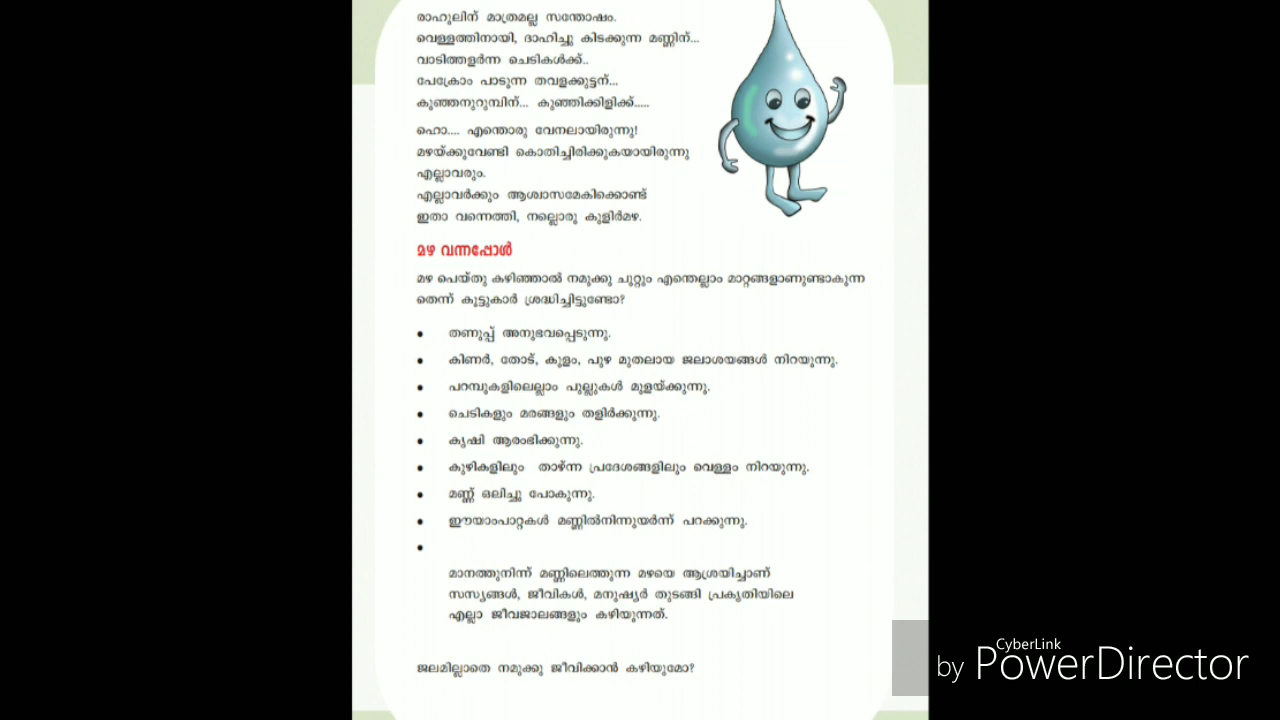 രാഹുലിന് മാത്രമല്ല സന്തോഷം.
വെള്ളത്തിനായി, ദാഹിച്ചു കിടക്കുന്ന മണ്ണിന്...
വാടിത്തളർന്ന ചെടികൾക്ക്..
പേക്രോം പാടുന്ന തവളക്കുട്ടന്...
കുഞ്ഞനുറുമ്പിന്... കുഞ്ഞിക്കിളിക്ക്.....
ഹൊ.... എന്തൊരു വേനലായിരുന്നു!
മഴയ്ക്കുവേണ്ടി കൊതിച്ചിരിക്കുകയായിരുന്നു
എല്ലാവരും.
എല്ലാവർക്കും ആശ്വാസമേകിക്കൊണ്ട്
ഇതാ വന്നെത്തി, നല്ലൊരു കുളിർമഴ.
മഴ വന്നപ്പോൾ
മഴ പെയ്തു കഴിഞ്ഞാൽ നമുക്കു ചുറ്റും എന്തെല്ലാം മാറ്റങ്ങളാണുണ്ടാകുന്ന
തെന്ന് കൂട്ടുകാർ ശ്രദ്ധിച്ചിട്ടുണ്ടോ?
• തണുപ്പ് അനുഭവപ്പെടുന്നു.
• കിണർ, തോട്, കുളം, പുഴ മുതലായ ജലാശയങ്ങൾ നിറയുന്നു.
• പറമ്പുകളിലെല്ലാം പുല്ലുകൾ മുളയ്ക്കുന്നു.
• ചെടികളും മരങ്ങളും തളിർക്കുന്നു.
• കൃഷി ആരംഭിക്കുന്നു.
• കുഴികളിലും താഴ്ന്ന പ്രദേശങ്ങളിലും വെള്ളം നിറയുന്നു.
• മണ്ണ് ഒലിച്ചു പോകുന്നു.
• ഈയാംപാറ്റകൾ മണ്ണിൽനിന്നുയർന്ന് പറക്കുന്നു.
•
മാനത്തുനിന്ന് മണ്ണിലെത്തുന്ന മഴയെ ആശ്രയിച്ചാണ്
സസ്യങ്ങൾ, ജീവികൾ, മനുഷ്യർ തുടങ്ങി പ്രകൃതിയിലെ
എല്ലാ ജീവജാലങ്ങളും കഴിയുന്നത്.
ജലമില്ലാതെ നമുക്കു ജീവിക്കാൻ കഴിയുമോ?
CyberLink
by PowerDirector